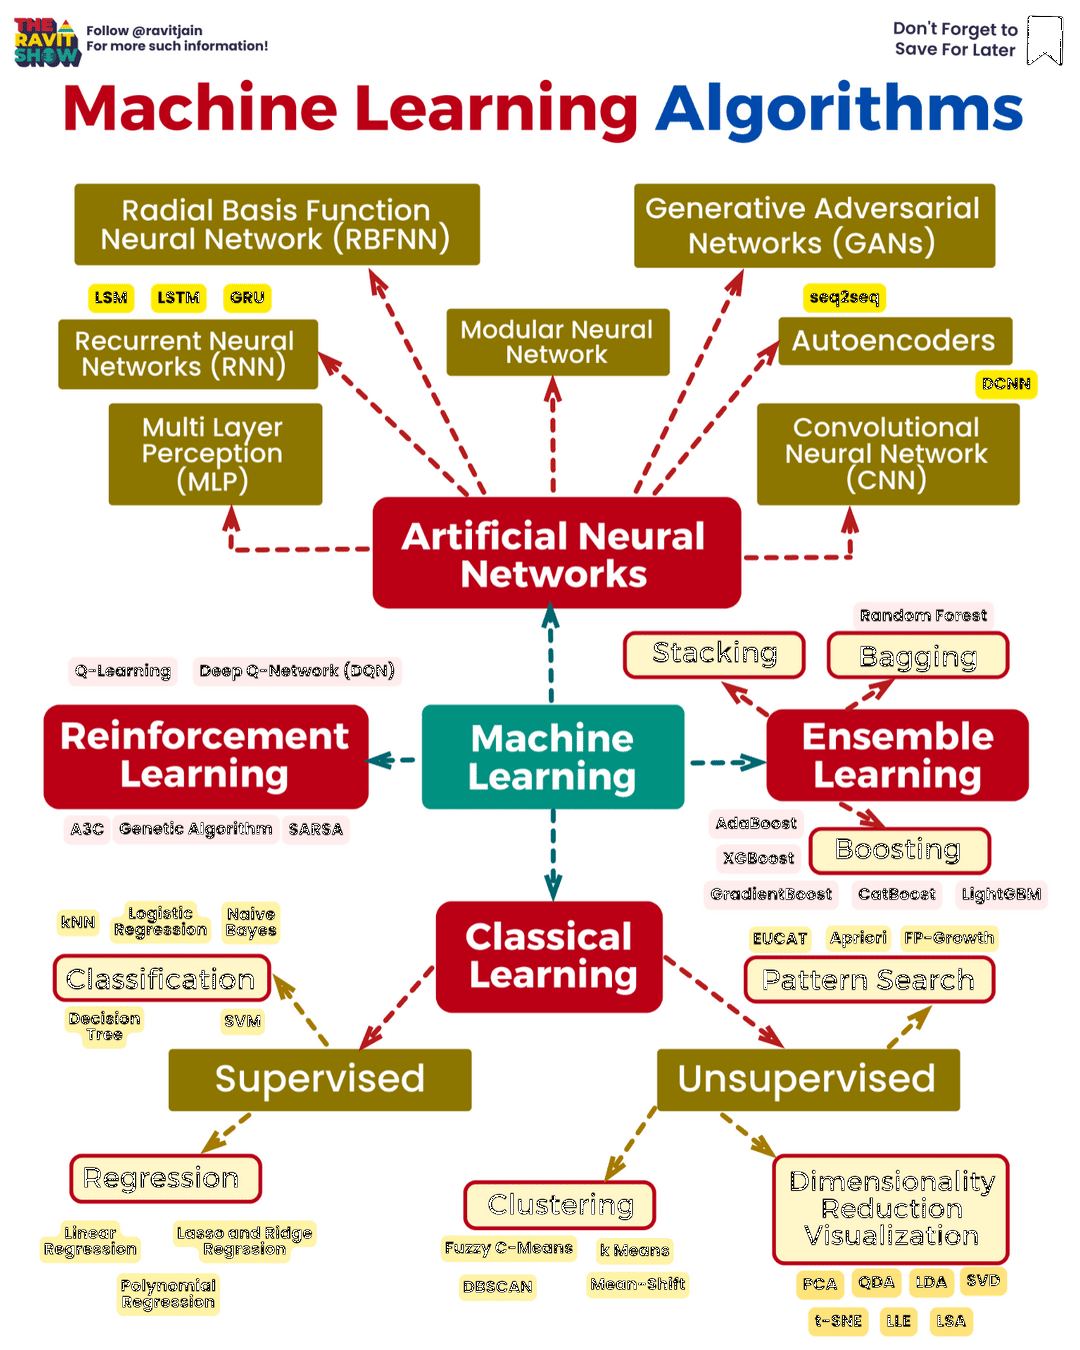 THE
RAVIT
SHOW
Follow @ravitjain
For more such information!
Don't Forget to
Save For Later
Machine Learning Algorithms
Radial Basis Function
Neural Network (RBFNN)
Generative Adversarial
Networks (GANs)
LSM LSTM GRU
Recurrent Neural
Networks (RNN)
Modular Neural
Network
seq2seq
Autoencoders
DCNN
Multi Layer
Perception
(MLP)
Convolutional
Neural Network
(CNN)
Artificial Neural
Networks
Random Forest
Stacking
Bagging
Q-Learning Deep Q-Network (DQN)
Reinforcement
Learning
Machine
Learning
Ensemble
Learning
A3C Genetic Algorithm SARSA
AdaBoost
XGBoost
Boosting
GradientBoost CatBoost LightGBM
Classical
Learning
kNN
Logistic
Regression
Naive
Bayes
Classification
Decision
Tree
SVM
EUCAT Apriori FP-Growth
Pattern Search
Supervised
Unsupervised
Regression
Linear
Regression
Lasso and Ridge
Regrssion
Polynomial
Regression
Clustering
Fuzzy C-Means k Means
DBSCAN Mean-Shift
Dimensionality
Reduction
Visualization
PCA QDA LDA SVD
t-SNE LLE LSA